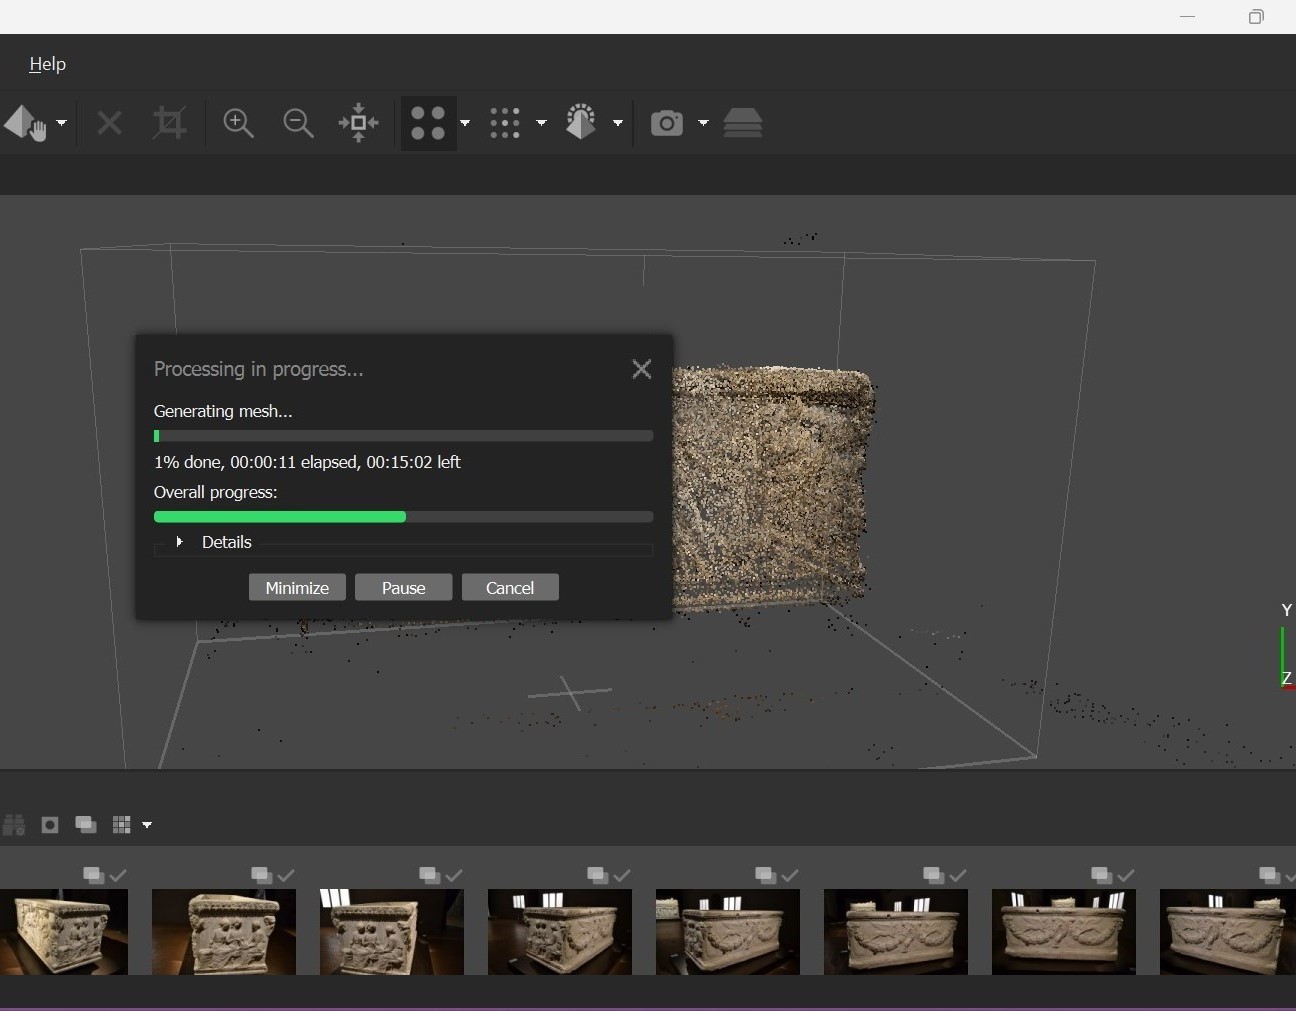 Help
Processing in progress...
Generating mesh...
1% done, 00:00:11 elapsed, 00:15:02 left
Overall progress:
Details
Minimize Pause Cancel
Y
Z